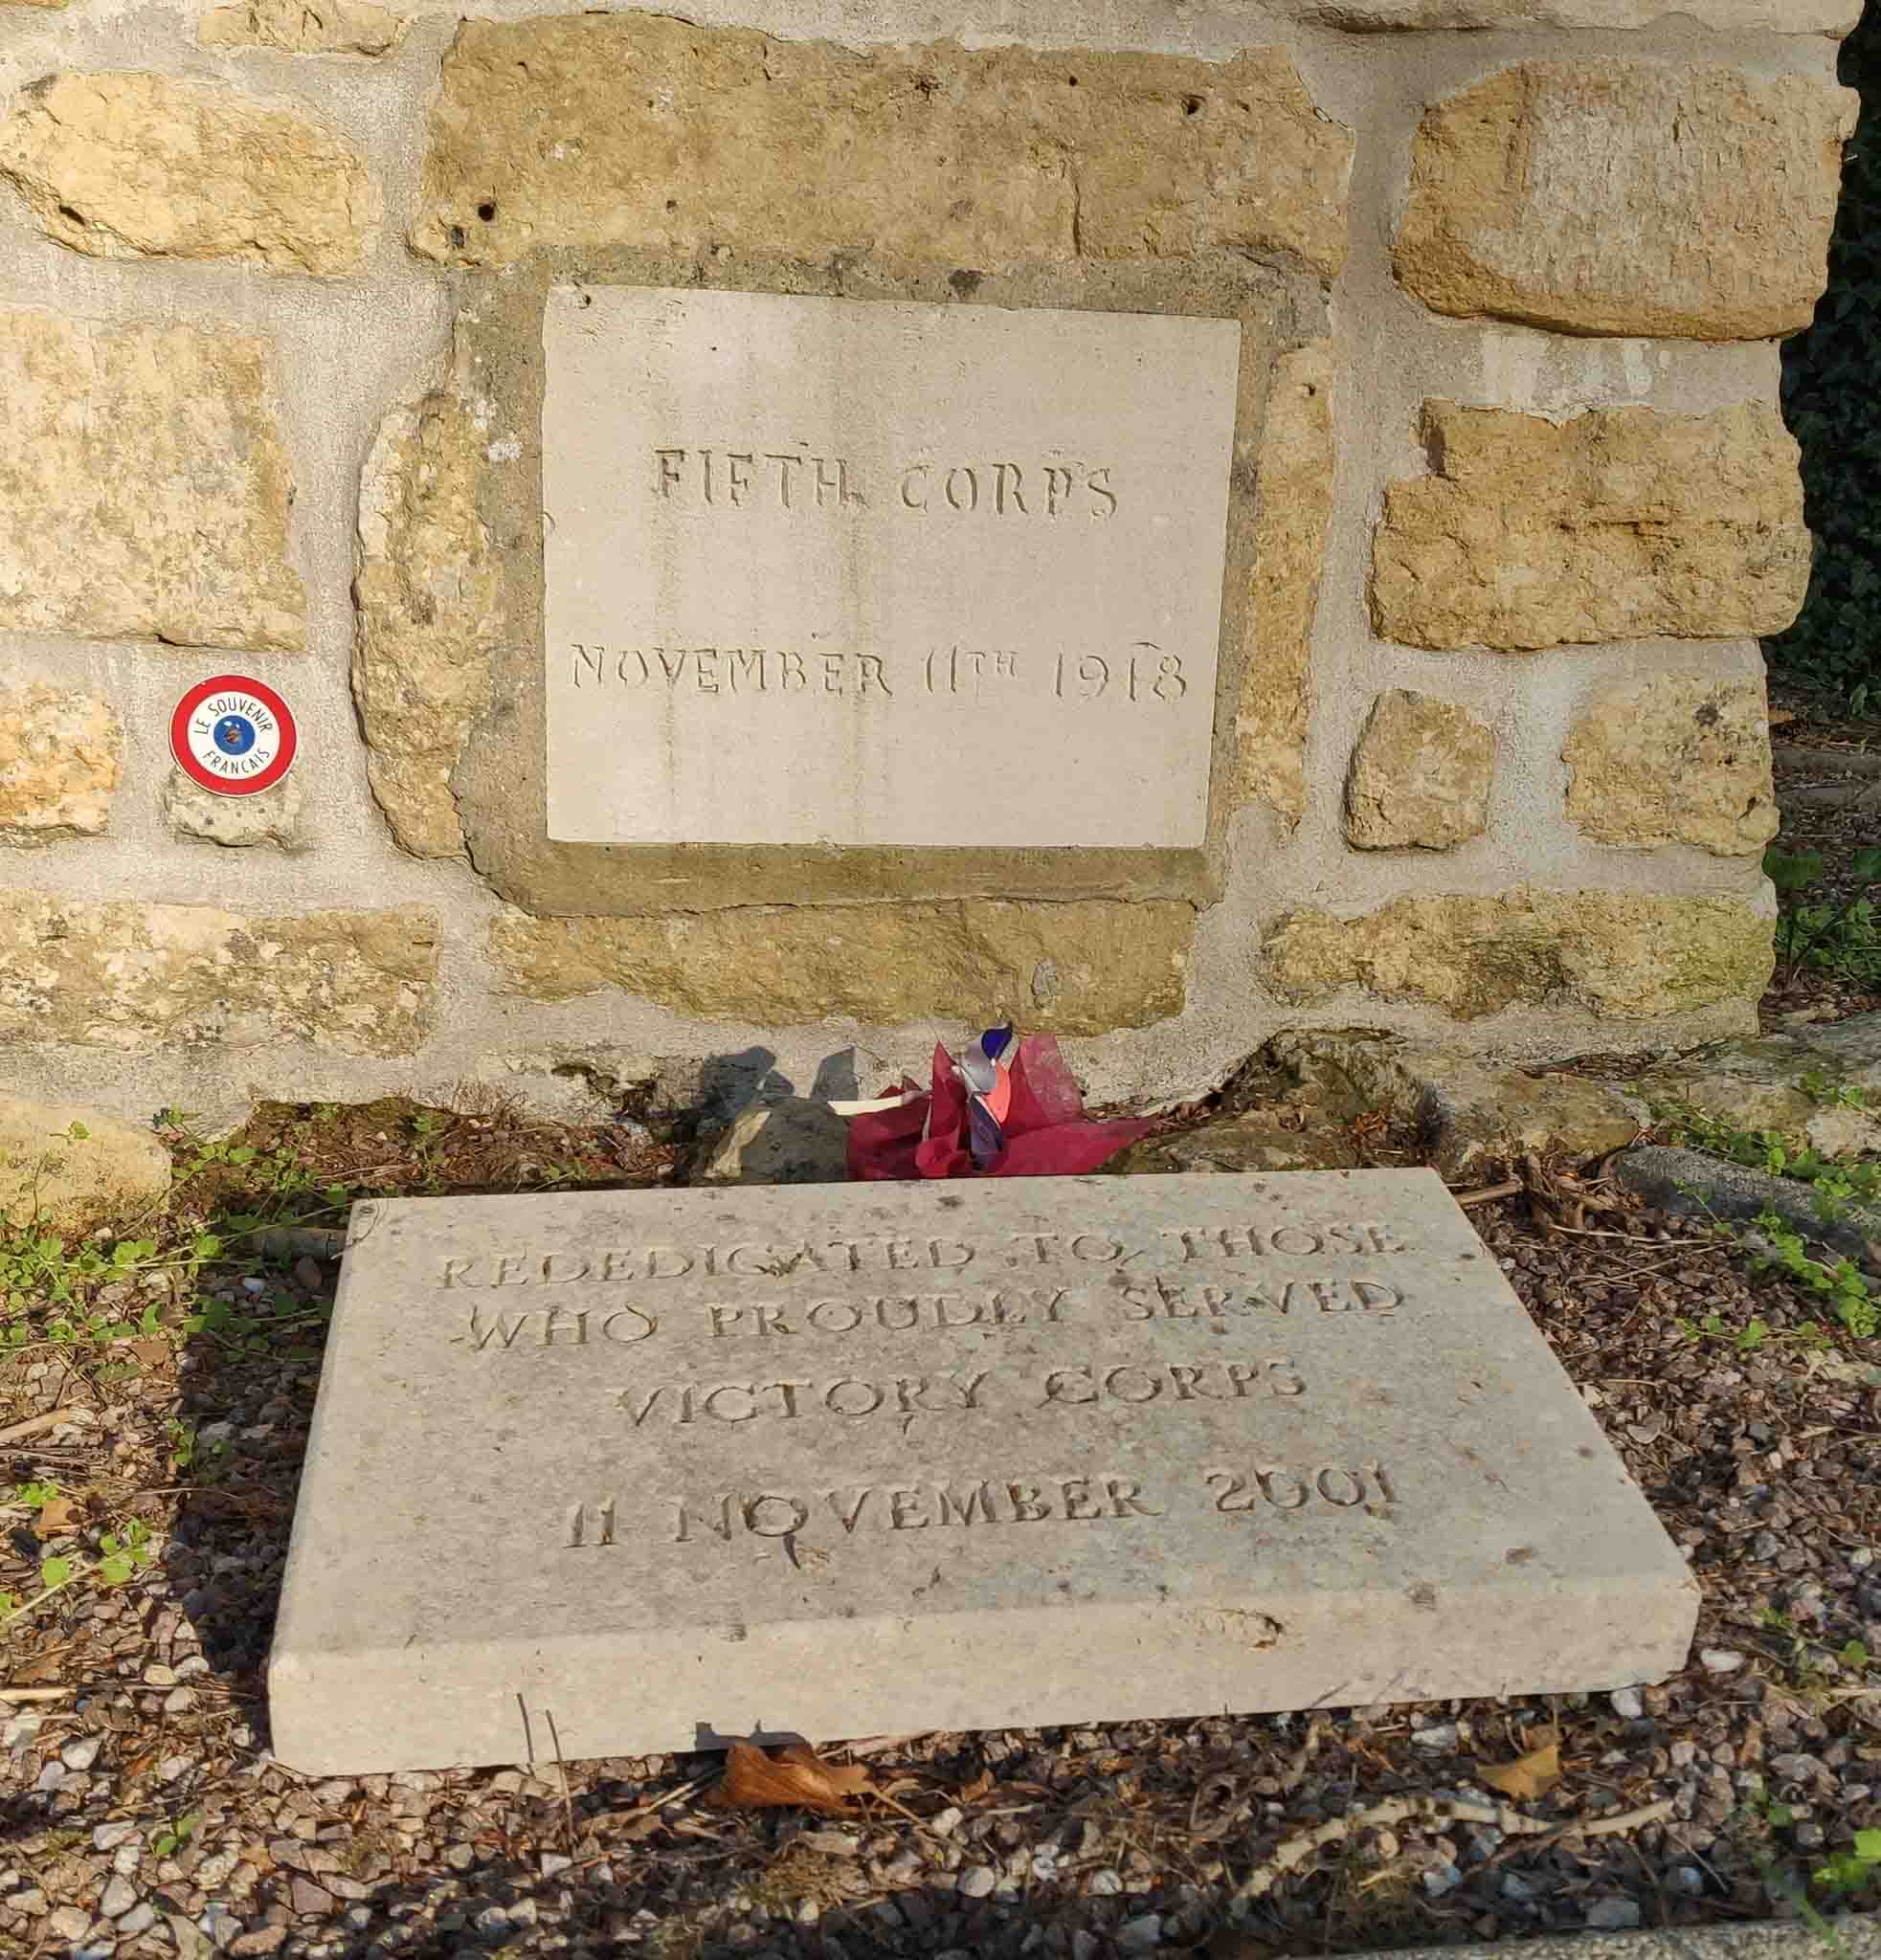 FIFTH CORPS
NOVEMBER 11TH 1918
LE SOUVENIR
FRANCAIS
REDEDICATED TO THOSE
WHO PROUDLY SERVED
VICTORY CORPS
11 NOVEMBER 2001